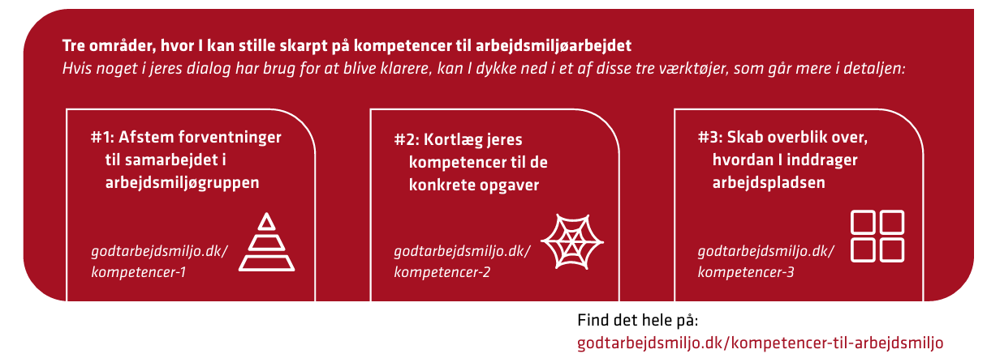 Tre områder, hvor I kan stille skarpt på kompetencer til arbejdsmiljøarbejdet
Hvis noget i jeres dialog har brug for at blive klarere, kan I dykke ned i et af disse tre værktøjer, som går mere i detaljen:
#1: Afstem forventninger
til samarbejdet i
arbejdsmiljøgruppen
godtarbejdsmiljo.dk/
kompetencer-1
#2: Kortlæg jeres
kompetencer til de
konkrete opgaver
godtarbejdsmiljo.dk/
kompetencer-2
#3: Skab overblik over,
hvordan I inddrager
arbejdspladsen
godtarbejdsmiljo.dk/
kompetencer-3
Find det hele på:
godtarbejdsmiljo.dk/kompetencer-til-arbejdsmiljo